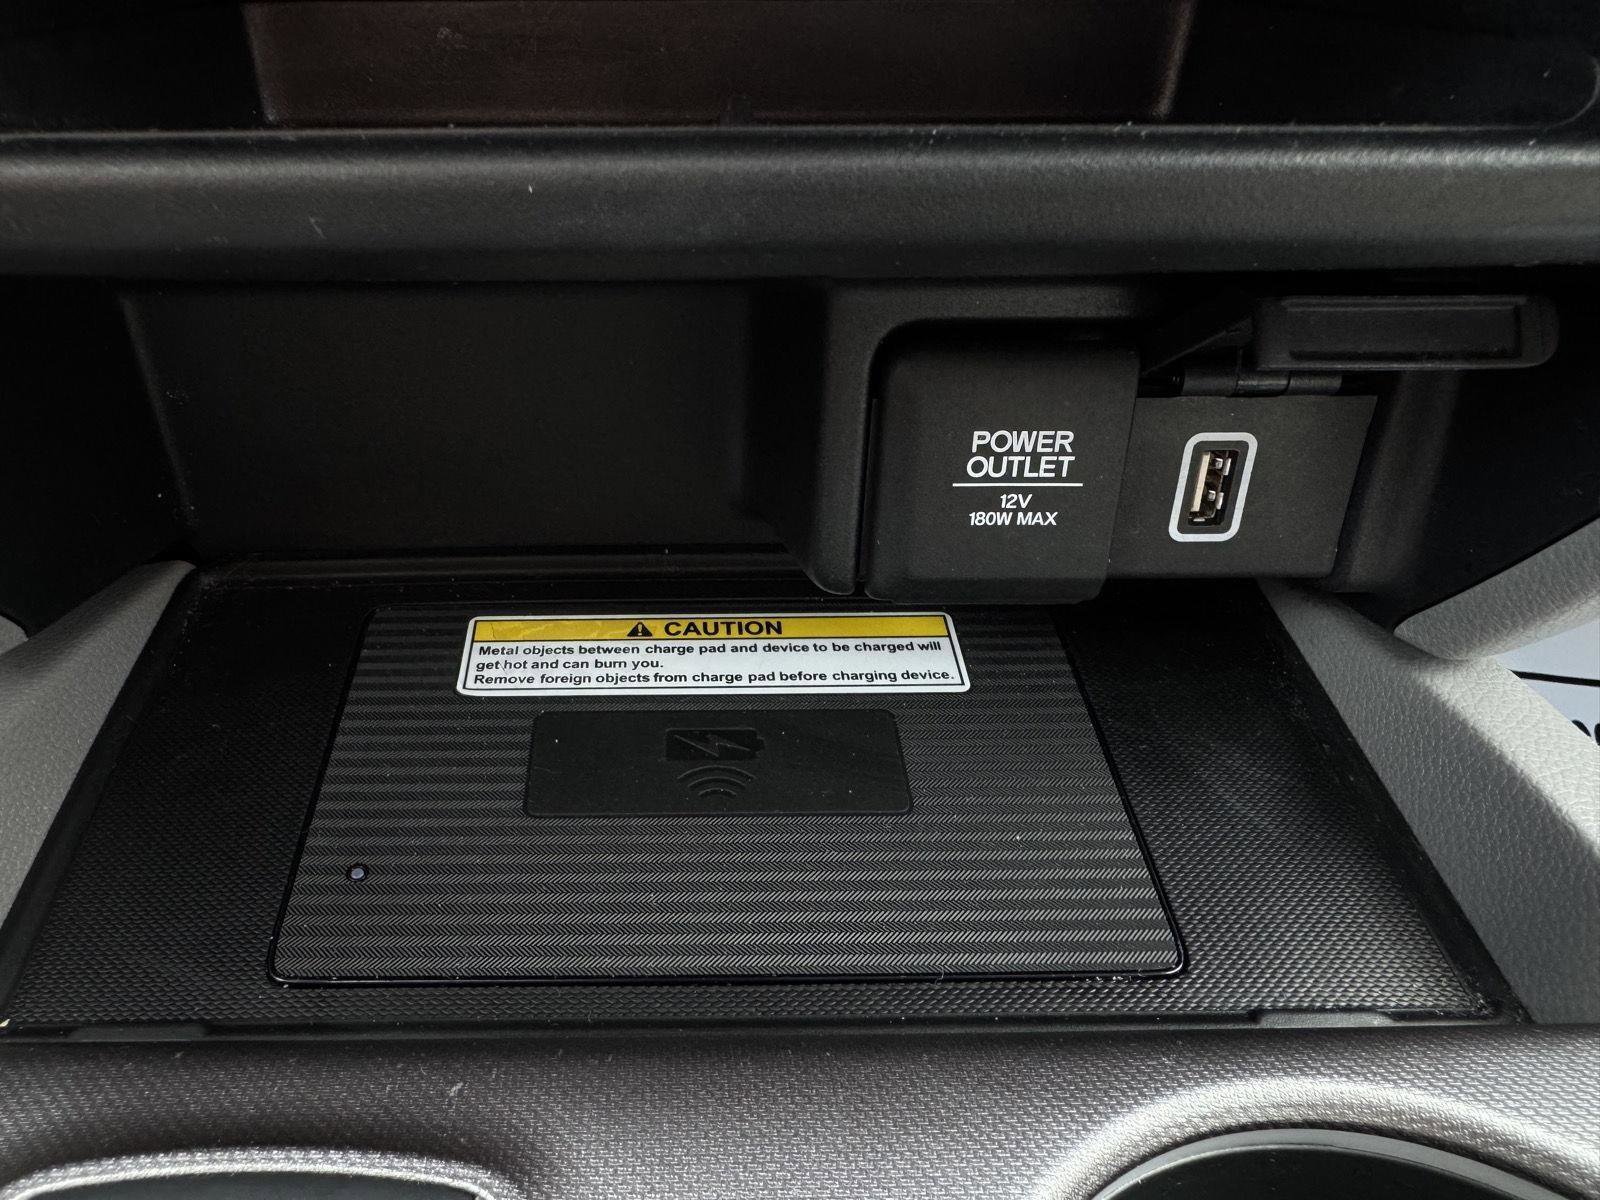 POWER
OUTLET
12V
180W MAX
CAUTION
Metal objects between charge pad and device to be charged will
get hot and can burn you.
Remove foreign objects from charge pad before charging device.